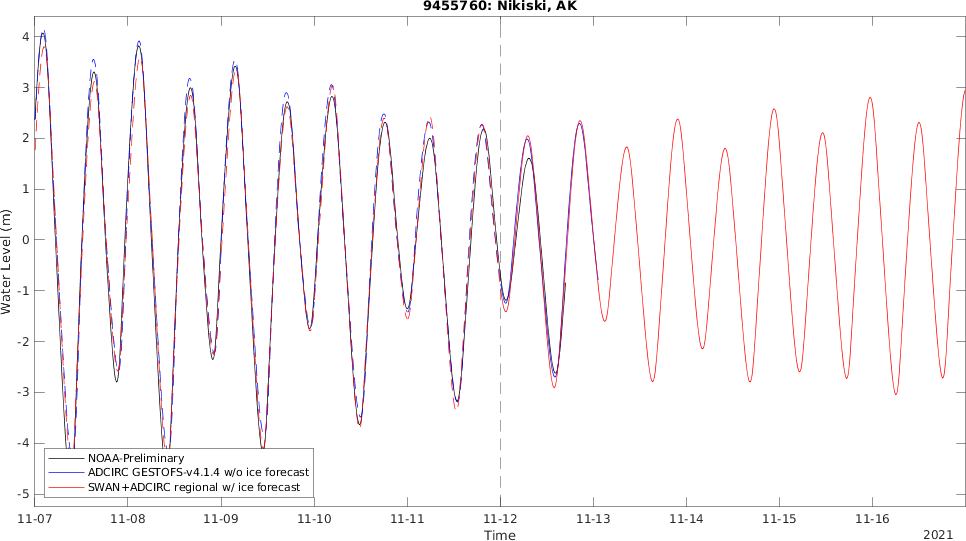 9455760: Nikiski, AK
Water Level (m)
4
3
2
1
0
-1
-2
-3
-4
-5
NOAA-Preliminary
ADCIRC GESTOFS-v4.1.4 w/o ice forecast
SWAN+ADCIRC regional w/ ice forecast
11-07 11-08 11-09 11-10 11-11 11-12 11-13 11-14 11-15 11-16
Time
2021